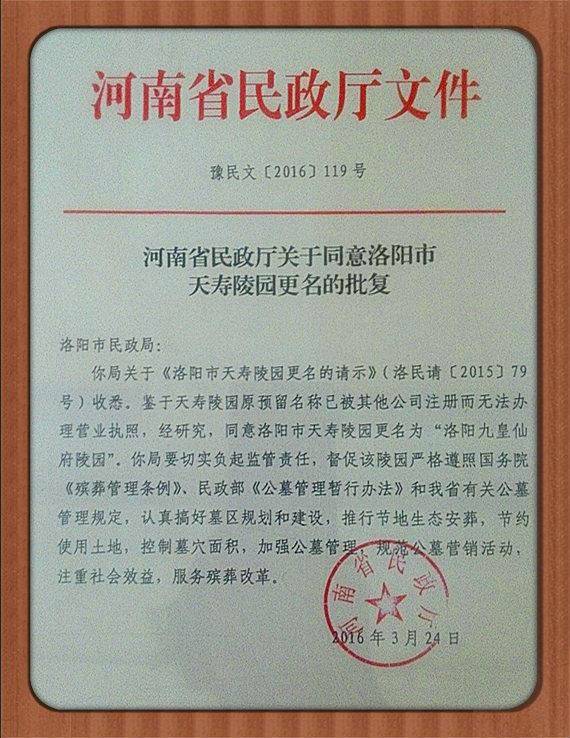 河南省民政厅文件
豫民文〔2016〕119号
河南省民政厅关于同意洛阳市
天寿陵园更名的批复
洛阳市民政局：
你局关于《洛阳市天寿陵园更名的请示》（洛民请〔2015〕79
号）收悉。鉴于天寿陵园原预留名称已被其他公司注册而无法办
理营业执照，经研究，同意洛阳市天寿陵园更名为“洛阳九皇仙
府陵园”。你局要切实负起监管责任，督促该陵园严格遵照国务院
《殡葬管理条例》、民政部《公墓管理暂行办法》和我省有关公墓
管理规定，认真搞好墓区规划和建设，推行节地生态安葬，节约
使用土地，控制墓穴面积，加强公墓管理，规范公墓营销活动，
注重社会效益，服务殡葬改革。
河南省民政厅
2016年3月24日